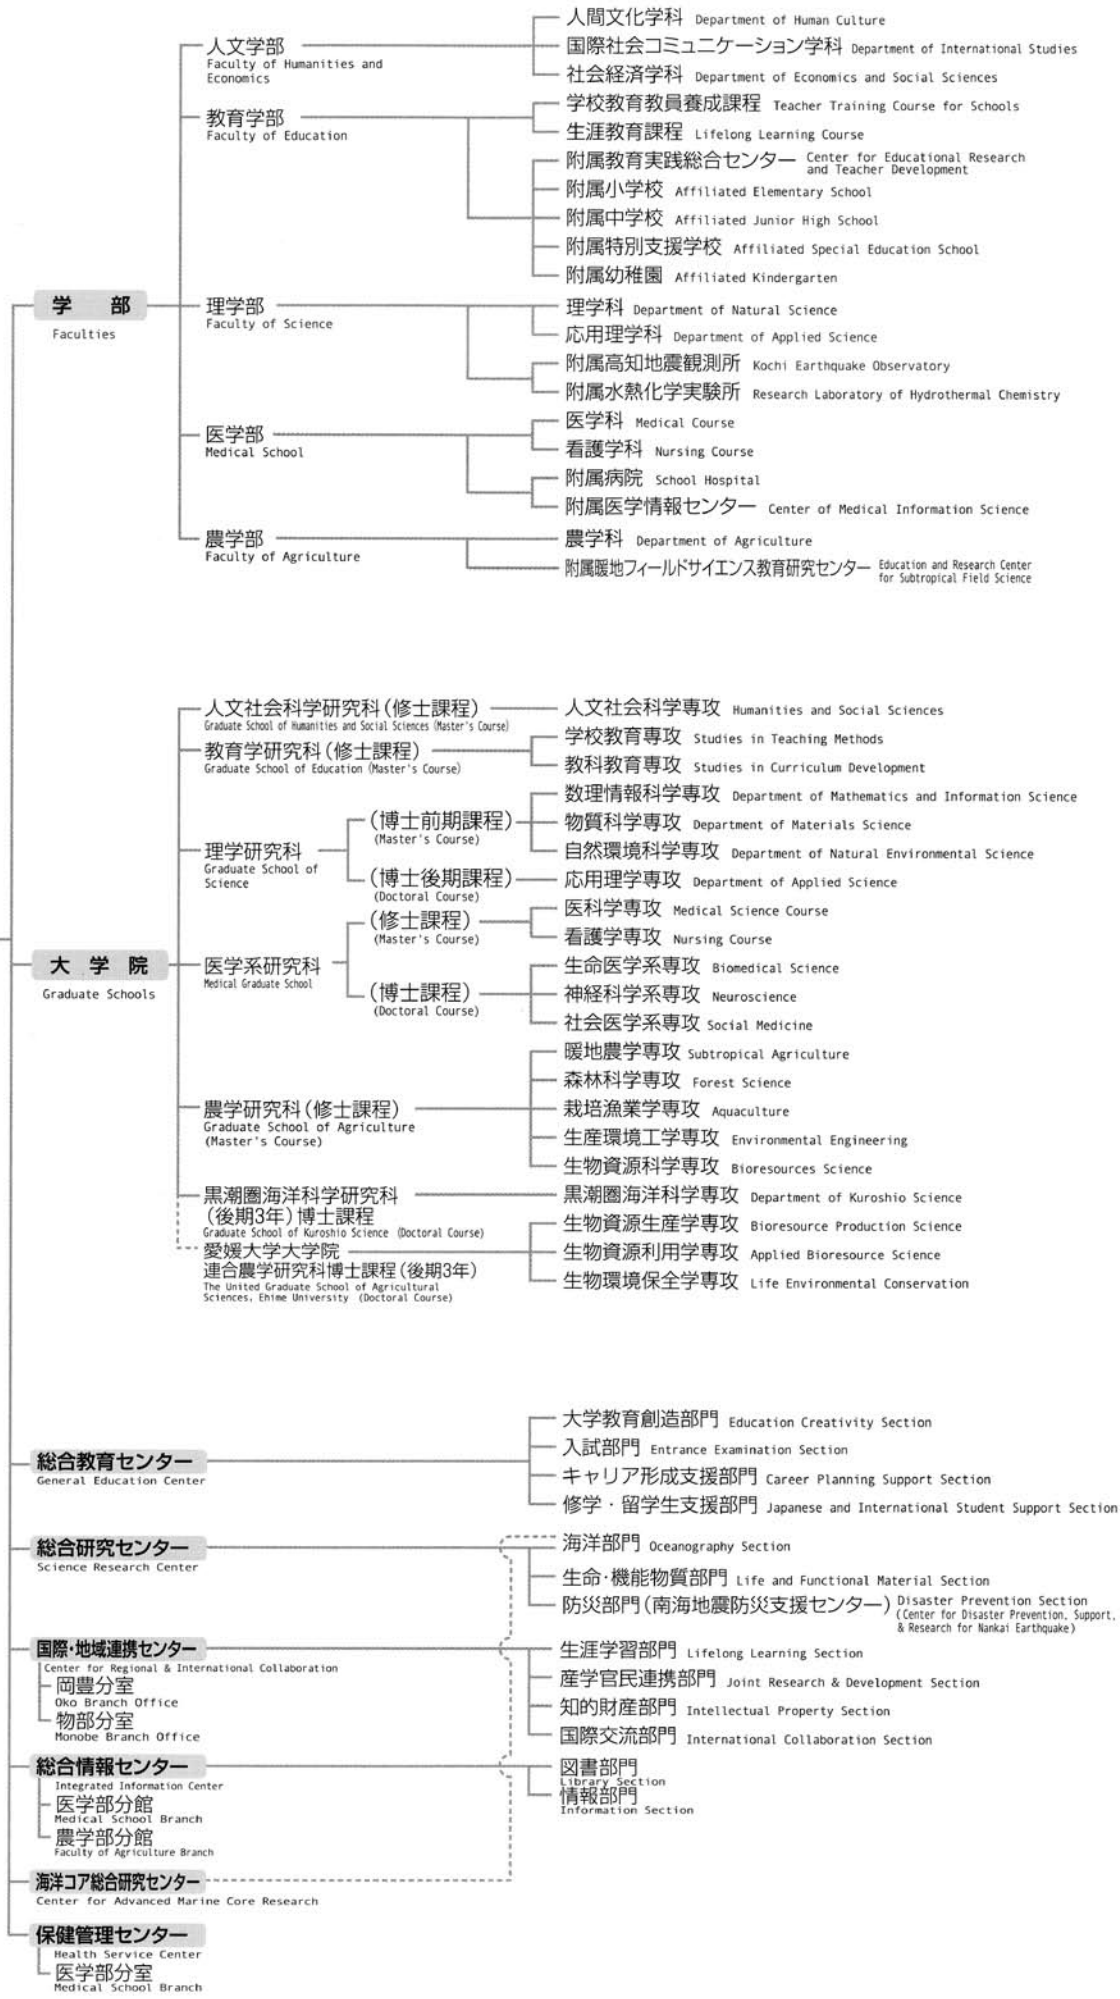 学部
Faculties
人文学部
Faculty of Humanities and
Economics
人間文化学科 Department of Human Culture
国際社会コミュニケーション学科 Department of International Studies
社会経済学科 Department of Economics and Social Sciences
教育学部
Faculty of Education
学校教育教員養成課程 Teacher Training Course for Schools
生涯教育課程 Lifelong Learning Course
附属教育実践総合センター Center for Educational Research
and Teacher Development
附属小学校 Affiliated Elementary School
附属中学校 Affiliated Junior High School
附属特別支援学校 Affiliated Special Education School
附属幼稚園 Affiliated Kindergarten
理学部
Faculty of Science
理学科 Department of Natural Science
応用理学科 Department of Applied Science
附属高知地震観測所 Kochi Earthquake Observatory
附属水熱化学実験所 Research Laboratory of Hydrothermal Chemistry
医学部
Medical School
医学科 Medical Course
看護学科 Nursing Course
附属病院 School Hospital
附属医学情報センター Center of Medical Information Science
農学部
Faculty of Agriculture
農学科 Department of Agriculture
附属暖地フィールドサイエンス教育研究センター Education and Research Center
for Subtropical Field Science
大学院
Graduate Schools
人文社会科学研究科(修士課程)
Graduate School of Humanities and Social Sciences (Master's Course)
人文社会科学専攻 Humanities and Social Sciences
教育学研究科(修士課程)
Graduate School of Education (Master's Course)
学校教育専攻 Studies in Teaching Methods
教科教育専攻 Studies in Curriculum Development
理学研究科
Graduate School of
Science
(博士前期課程)
(Master's Course)
数理情報科学専攻 Department of Mathematics and Information Science
物質科学専攻 Department of Materials Science
自然環境科学専攻 Department of Natural Environmental Science
(博士後期課程)
(Doctoral Course)
応用理学専攻 Department of Applied Science
医学系研究科
Medical Graduate School
(修士課程)
(Master's Course)
医科学専攻 Medical Science Course
看護学専攻 Nursing Course
(博士課程)
(Doctoral Course)
生命医学系専攻 Biomedical Science
神経科学系専攻 Neuroscience
社会医学系専攻 Social Medicine
農学研究科(修士課程)
Graduate School of Agriculture
(Master's Course)
暖地農学専攻 Subtropical Agriculture
森林科学専攻 Forest Science
栽培漁業学専攻 Aquaculture
生産環境工学専攻 Environmental Engineering
生物資源科学専攻 Bioresources Science
黒潮圏海洋科学研究科
(後期3年)博士課程
Graduate School of Kuroshio Science (Doctoral Course)
黒潮圏海洋科学専攻 Department of Kuroshio Science
愛媛大学大学院
連合農学研究科博士課程(後期3年)
The United Graduate School of Agricultural
Sciences, Ehime University (Doctoral Course)
生物資源生産学専攻 Bioresource Production Science
生物資源利用学専攻 Applied Bioresource Science
生物環境保全学専攻 Life Environmental Conservation
総合教育センター
General Education Center
大学教育創造部門 Education Creativity Section
入試部門 Entrance Examination Section
キャリア形成支援部門 Career Planning Support Section
修学・留学生支援部門 Japanese and International Student Support Section
総合研究センター
Science Research Center
海洋部門 Oceanography Section
生命・機能物質部門 Life and Functional Material Section
防災部門(南海地震防災支援センター) Disaster Prevention Section
(Center for Disaster Prevention, Support,
& Research for Nankai Earthquake)
国際・地域連携センター
Center for Regional & International Collaboration
岡豊分室
Oko Branch Office
物部分室
Monobe Branch Office
生涯学習部門 Lifelong Learning Section
産学官民連携部門 Joint Research & Development Section
知的財産部門 Intellectual Property Section
国際交流部門 International Collaboration Section
総合情報センター
Integrated Information Center
医学部分館
Medical School Branch
農学部分館
Faculty of Agriculture Branch
図書部門
Library Section
情報部門
Information Section
海洋コア総合研究センター
Center for Advanced Marine Core Research
保健管理センター
Health Service Center
医学部分室
Medical School Branch